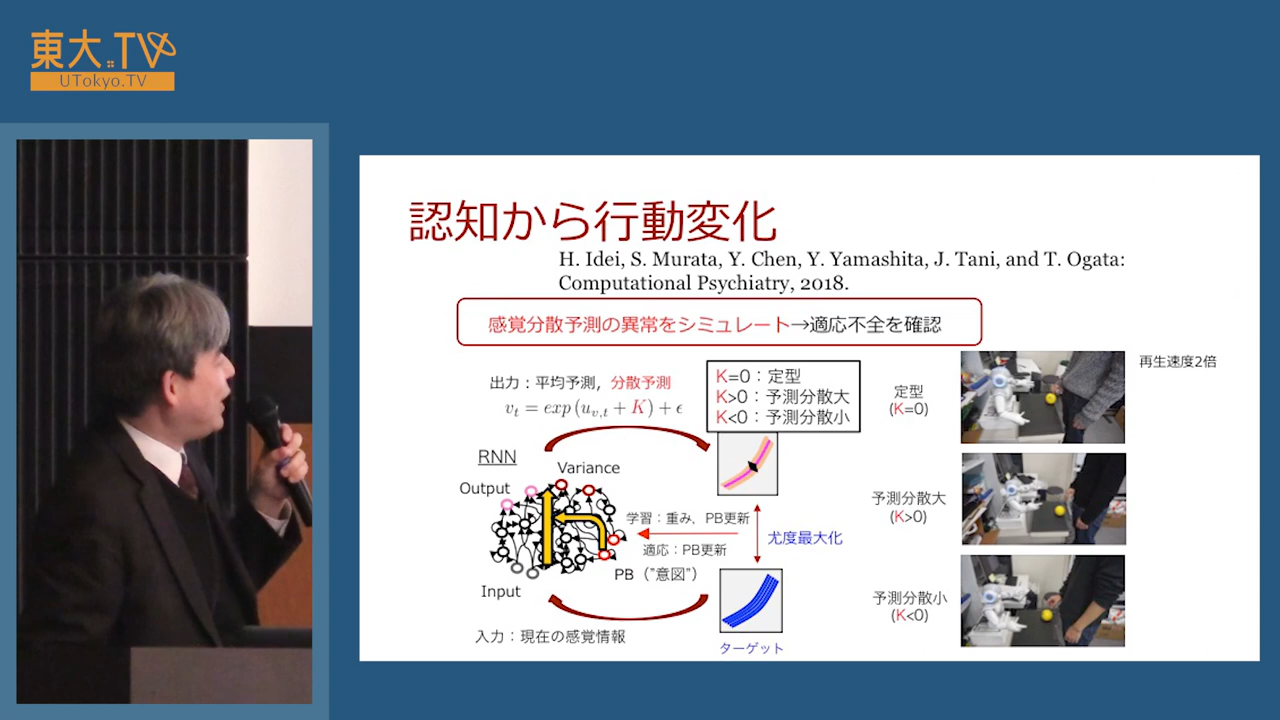 東大.TV
UTokyo.TV
認知から行動変化
H. Idei, S. Murata, Y. Chen, Y. Yamashita, J. Tani, and T. Ogata:
Computational Psychiatry, 2018.
感覚分散予測の異常をシミュレート→適応不全を確認
出力：平均予測，分散予測
v_t = exp (u_{v,t} + K) + ϵ
K=0：定型
K>0：予測分散大
K<0：予測分散小
RNN
Variance
Output
学習：重み、PB更新
適応：PB更新
尤度最大化
PB（"意図"）
Input
入力：現在の感覚情報
ターゲット
定型
(K=0)
再生速度2倍
予測分散大
(K>0)
予測分散小
(K<0)